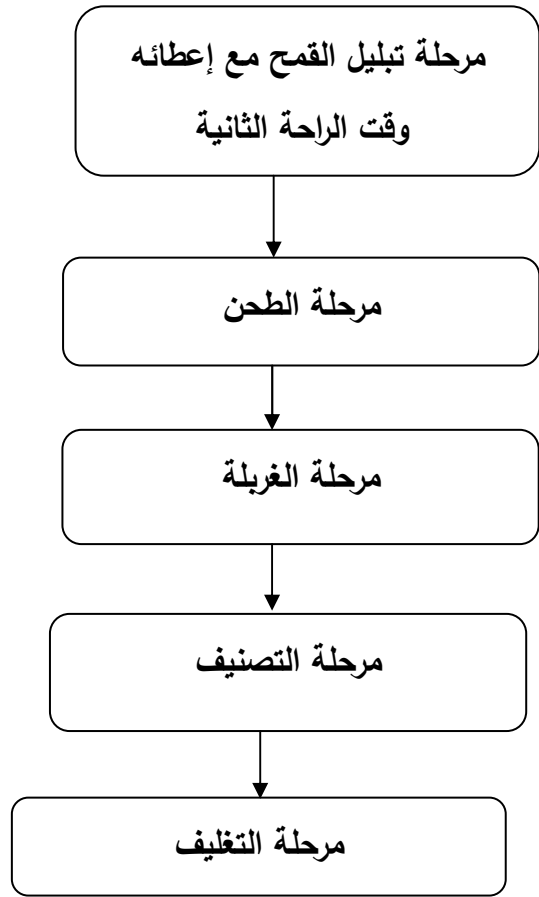 مرحلة تبليل القمح مع إعطائه
وقت الراحة الثانية
مرحلة الطحن
مرحلة الغربلة
مرحلة التصنيف
مرحلة التغليف